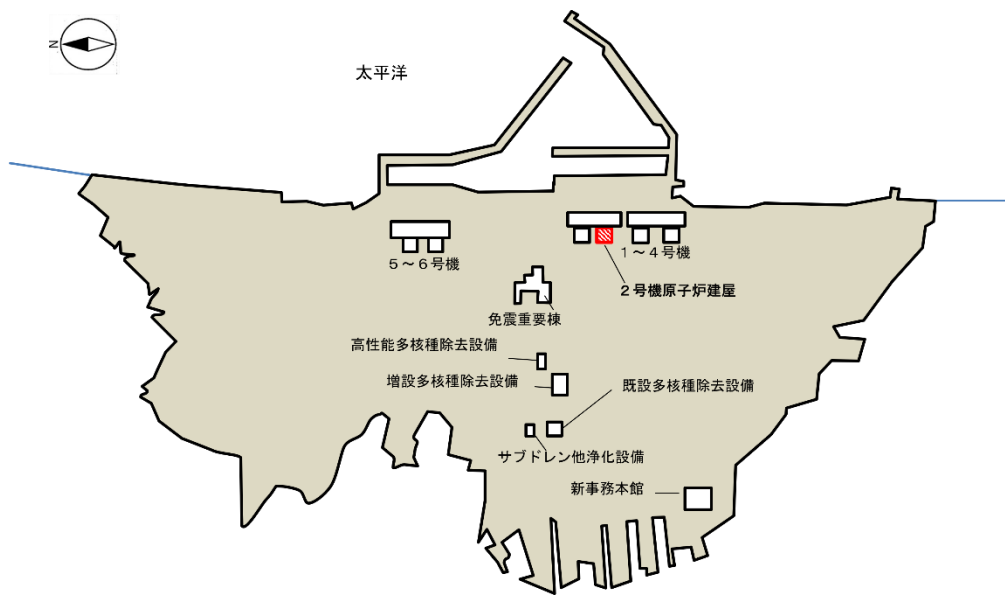 N
太平洋
5~6号機
1~4号機
2号機原子炉建屋
免震重要棟
高性能多核種除去設備
増設多核種除去設備
既設多核種除去設備
サブドレン他浄化設備
新事務本館